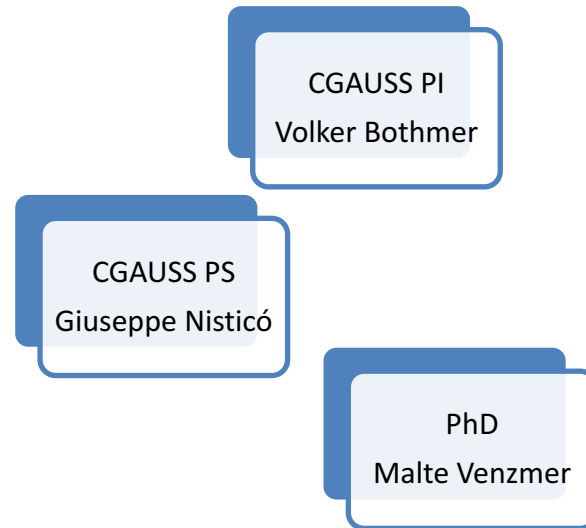 CGAUSS PI
Volker Bothmer
CGAUSS PS
Giuseppe Nisticó
PhD
Malte Venzmer